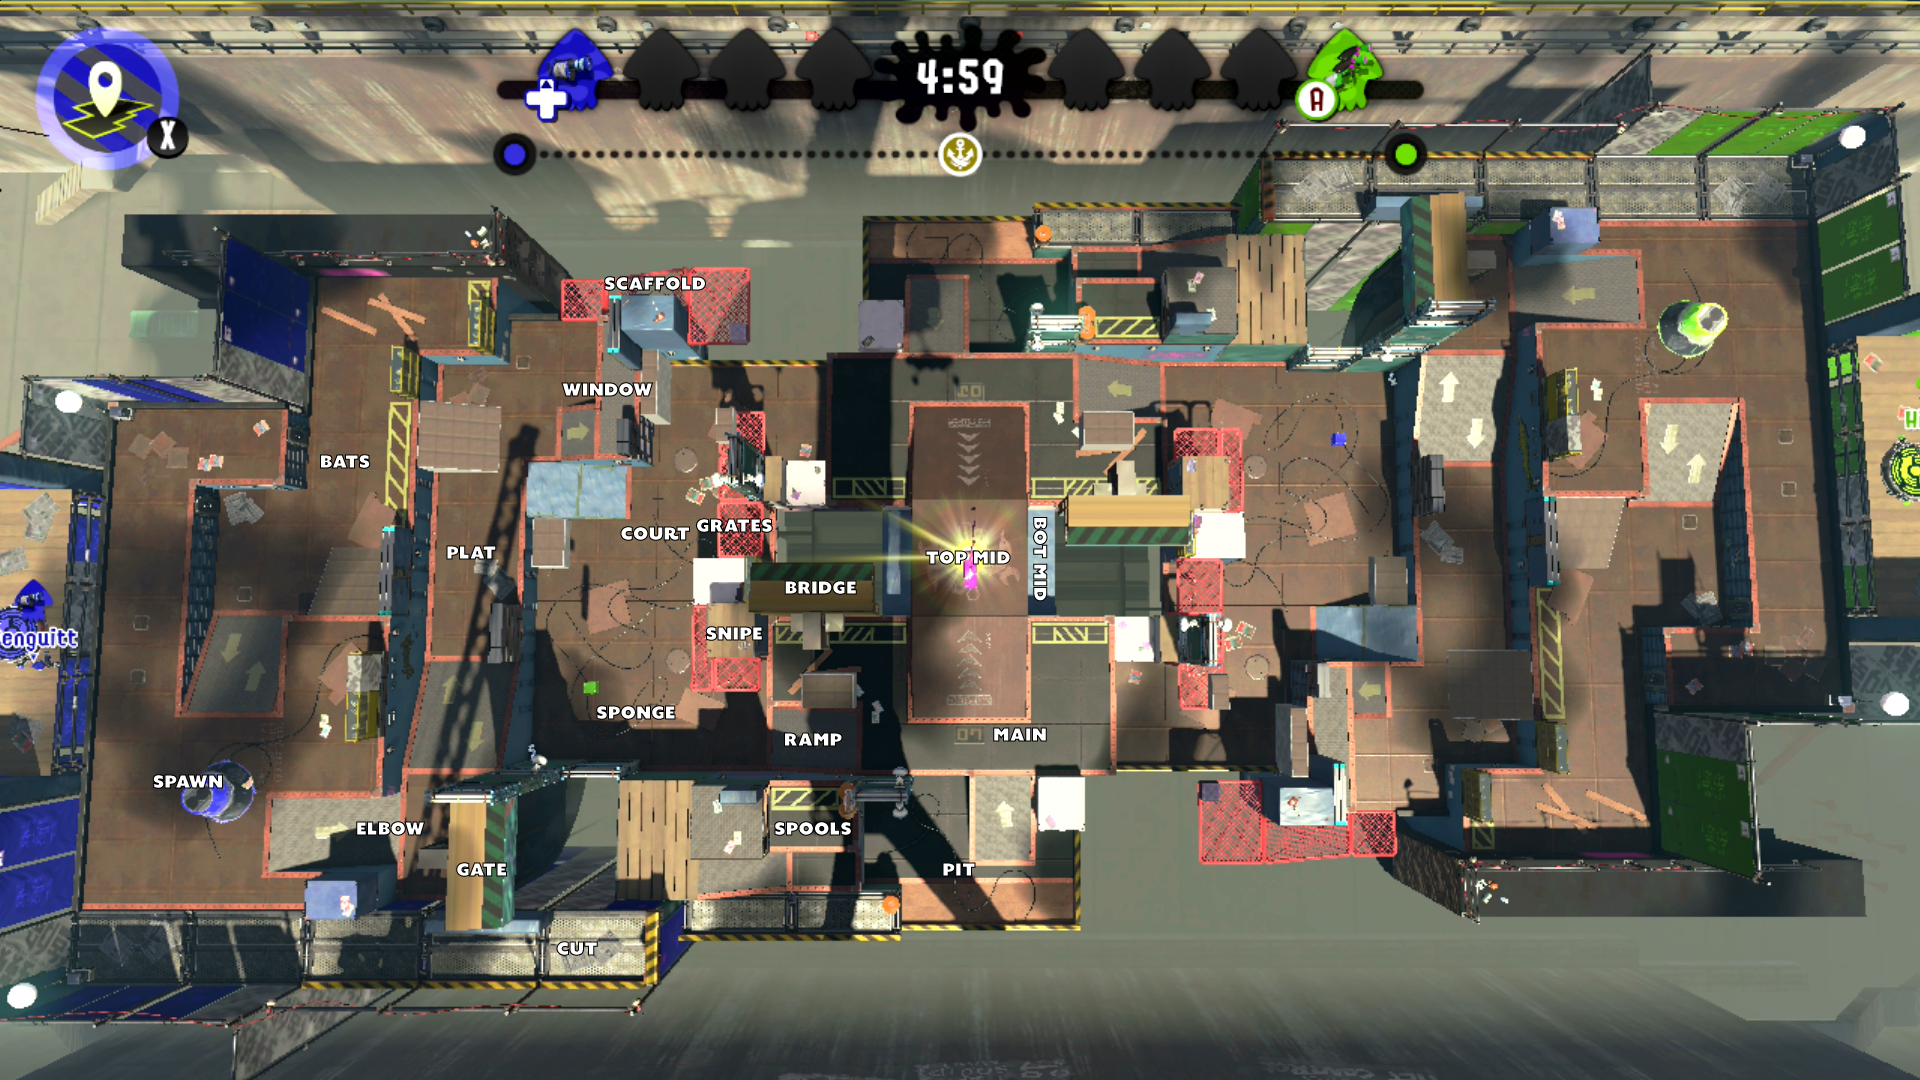 4:59
X
A
SCAFFOLD
WINDOW
BATS
COURT
GRATES
PLAT
TOP MID
BOT MID
BRIDGE
SNIPE
enguitt
SPONGE
RAMP
MAIN
SPAWN
ELBOW
SPOOLS
GATE
PIT
CUT
07
H